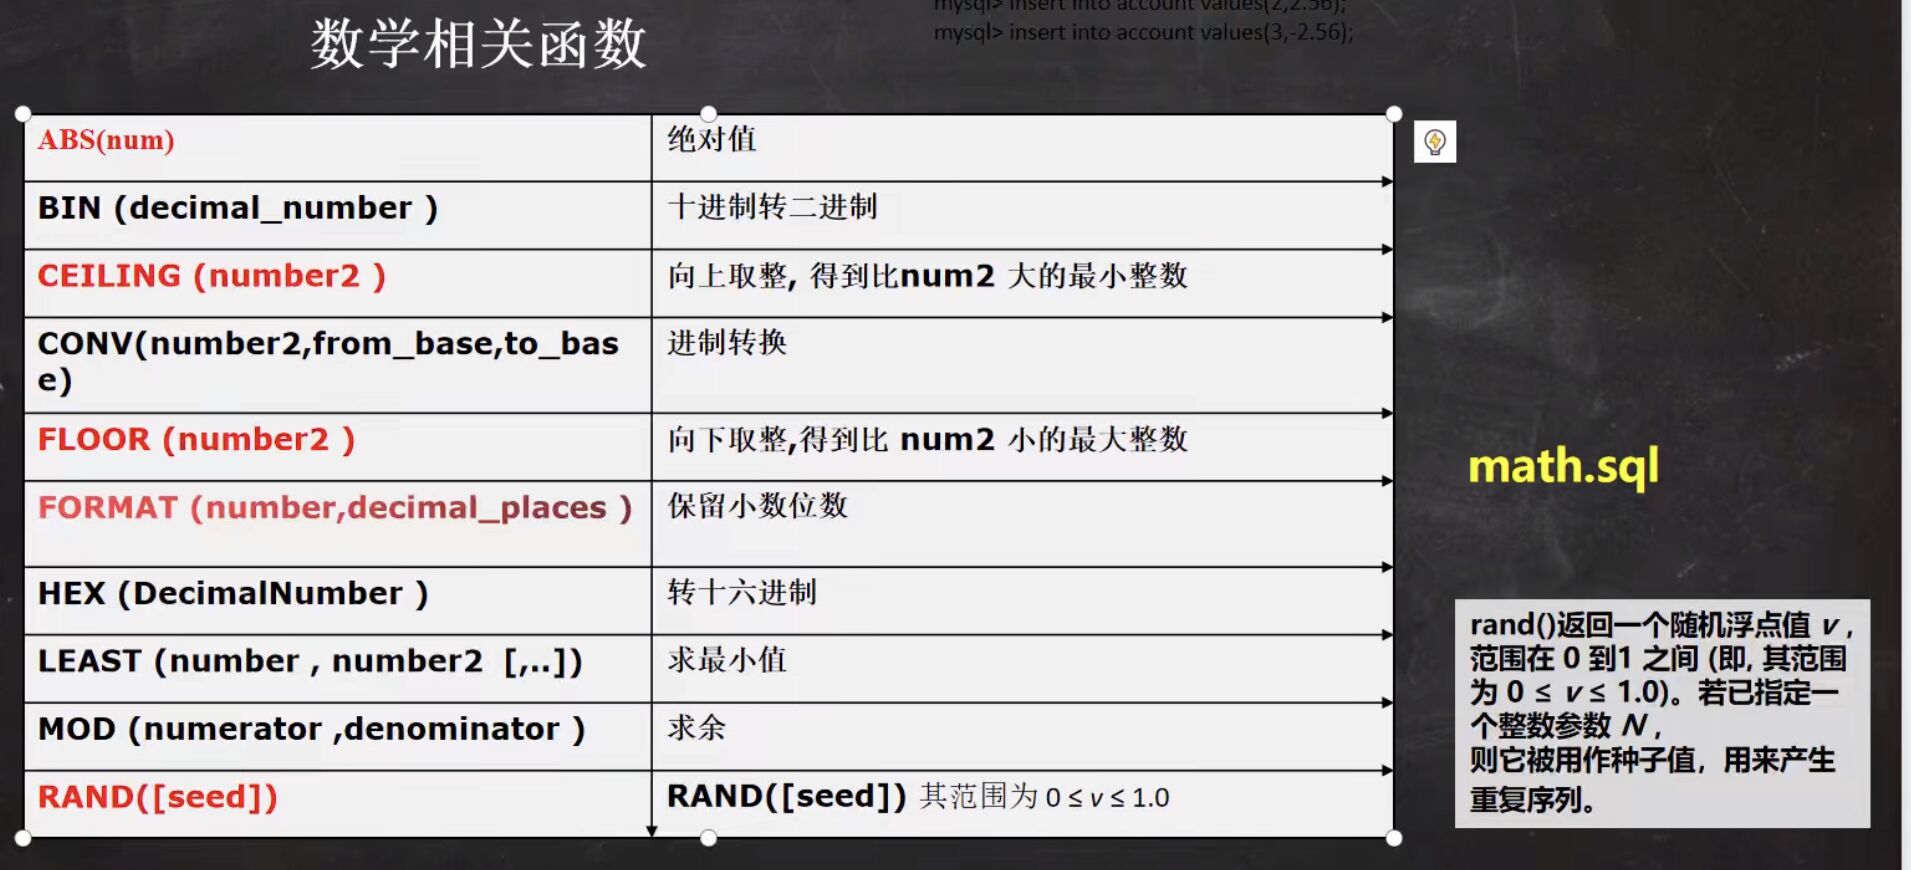 mysql> insert into account values(2,2.56);
mysql> insert into account values(3,-2.56);
数学相关函数
ABS(num) 绝对值
BIN (decimal_number ) 十进制转二进制
CEILING (number2 ) 向上取整, 得到比num2 大的最小整数
CONV(number2,from_base,to_bas 进制转换
e)
FLOOR (number2 ) 向下取整,得到比 num2 小的最大整数
FORMAT (number,decimal_places ) 保留小数位数
HEX (DecimalNumber ) 转十六进制
LEAST (number , number2 [,..]) 求最小值
MOD (numerator ,denominator ) 求余
RAND([seed]) RAND([seed]) 其范围为 0 ≤ v ≤ 1.0
math.sql
rand()返回一个随机浮点值 v ,
范围在 0 到1 之间 (即, 其范围
为 0 ≤ v ≤ 1.0)。若已指定一
个整数参数 N ,
则它被用作种子值，用来产生
重复序列。